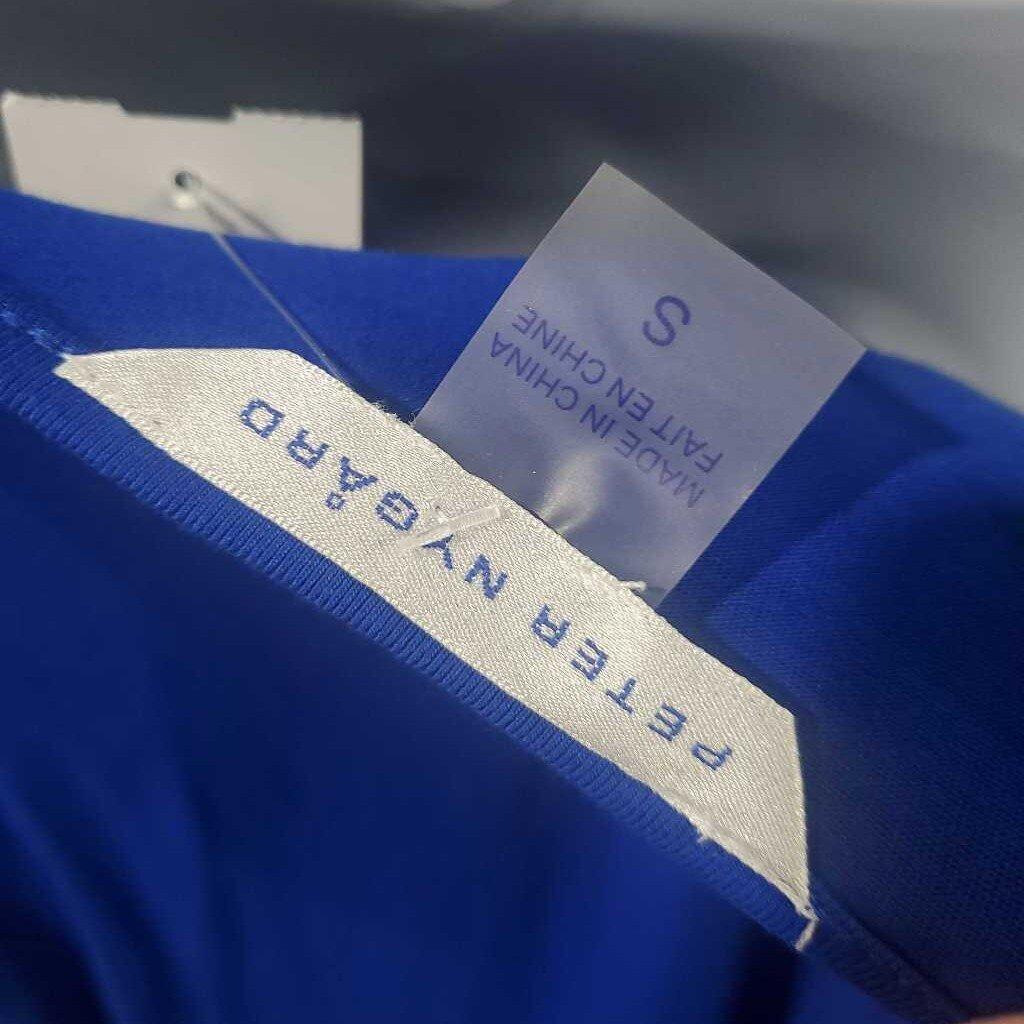 PETER NYGÅRD
S
MADE IN CHINA
FAIT EN CHINE